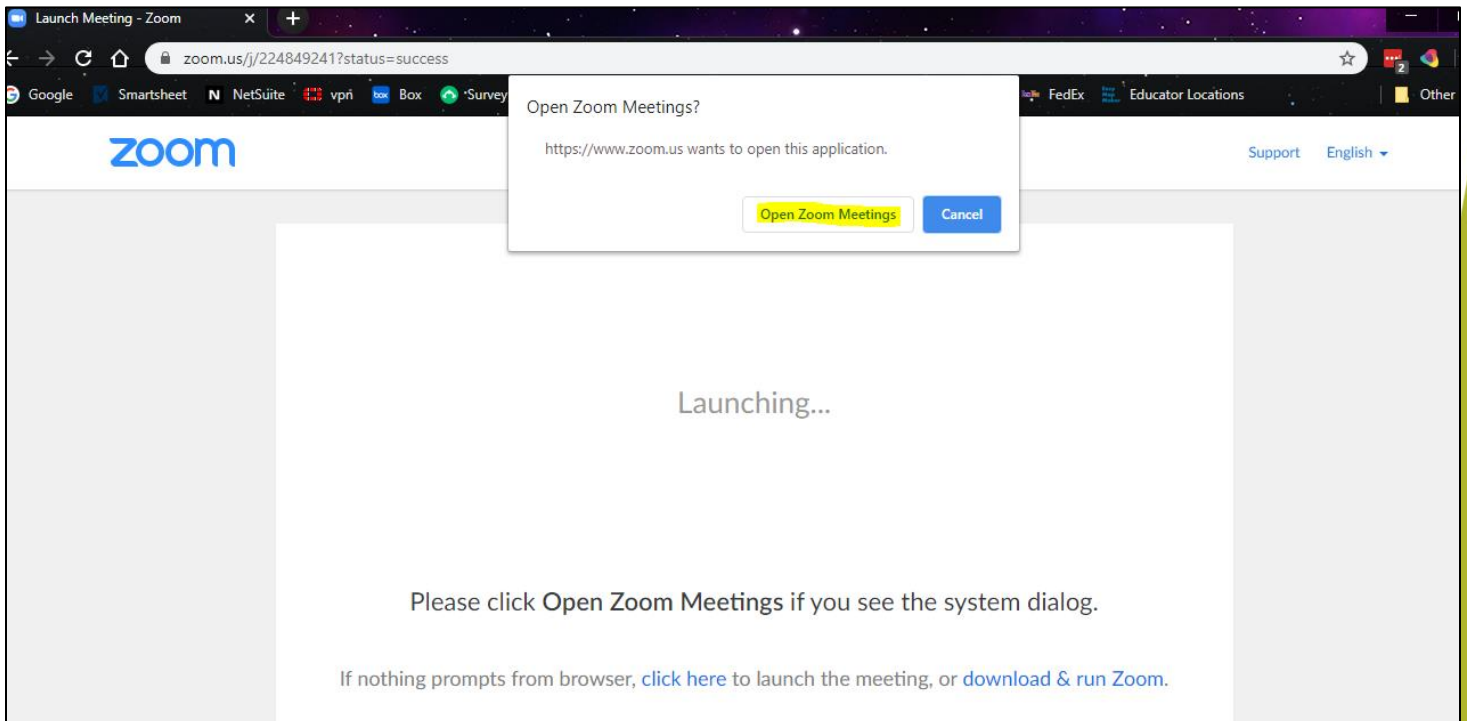 Launch Meeting - Zoom
zoom.us/j/224849241?status=success
2
Google Smartsheet N NetSuite vpn box Box Survey FedEx Educator Locations Other
Open Zoom Meetings?
https://www.zoom.us wants to open this application.
Open Zoom Meetings Cancel
zoom Support English
Launching...
Please click Open Zoom Meetings if you see the system dialog.
If nothing prompts from browser, click here to launch the meeting, or download & run Zoom.